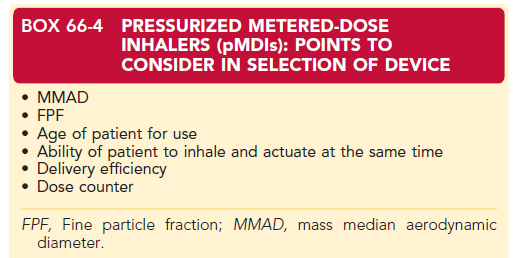 BOX 66-4 PRESSURIZED METERED-DOSE
INHALERS (pMDIs): POINTS TO
CONSIDER IN SELECTION OF DEVICE
• MMAD
• FPF
• Age of patient for use
• Ability of patient to inhale and actuate at the same time
• Delivery efficiency
• Dose counter
FPF, Fine particle fraction; MMAD, mass median aerodynamic
diameter.